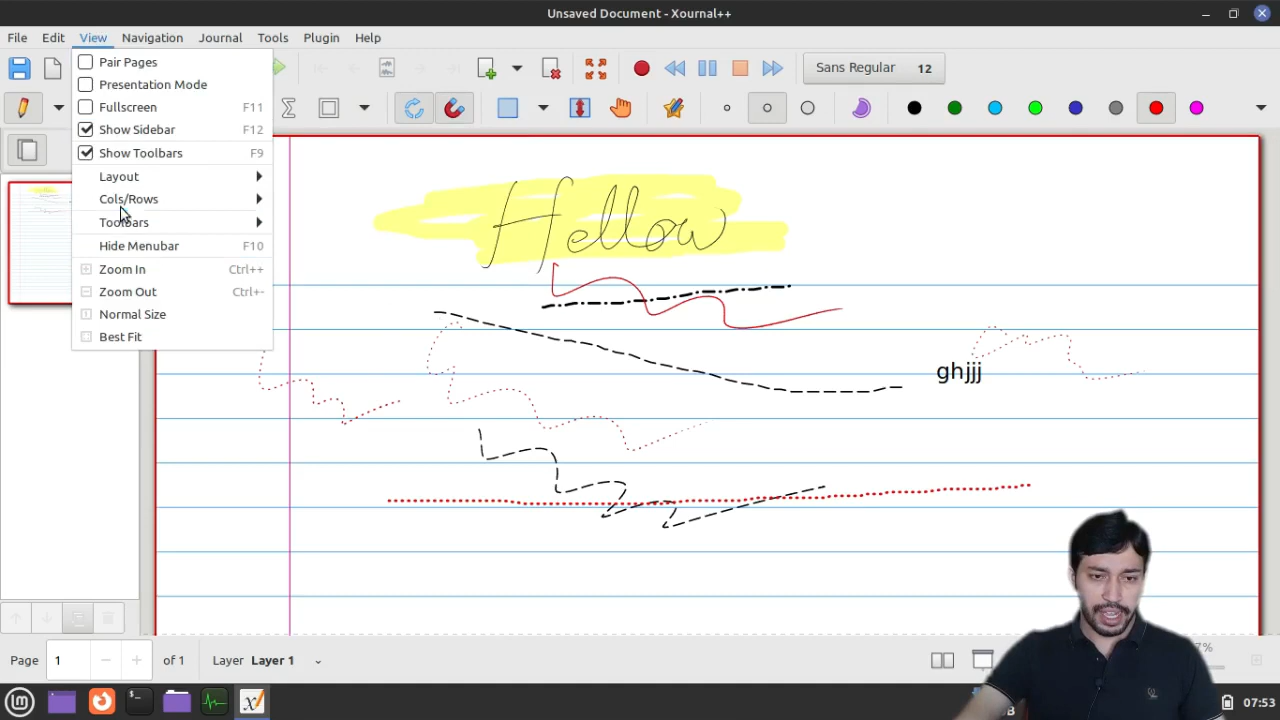 Unsaved Document - Xournal++
File Edit View Navigation Journal Tools Plugin Help
Pair Pages
Presentation Mode
Fullscreen F11
Show Sidebar F12
Show Toolbars F9
Layout
Cols/Rows
Toolbars
Hide Menubar F10
Zoom In Ctrl++
Zoom Out Ctrl+-
Normal Size
Best Fit
Sans Regular 12
Hellow
ghjjj
Page 1 of 1 Layer Layer 1
07:53